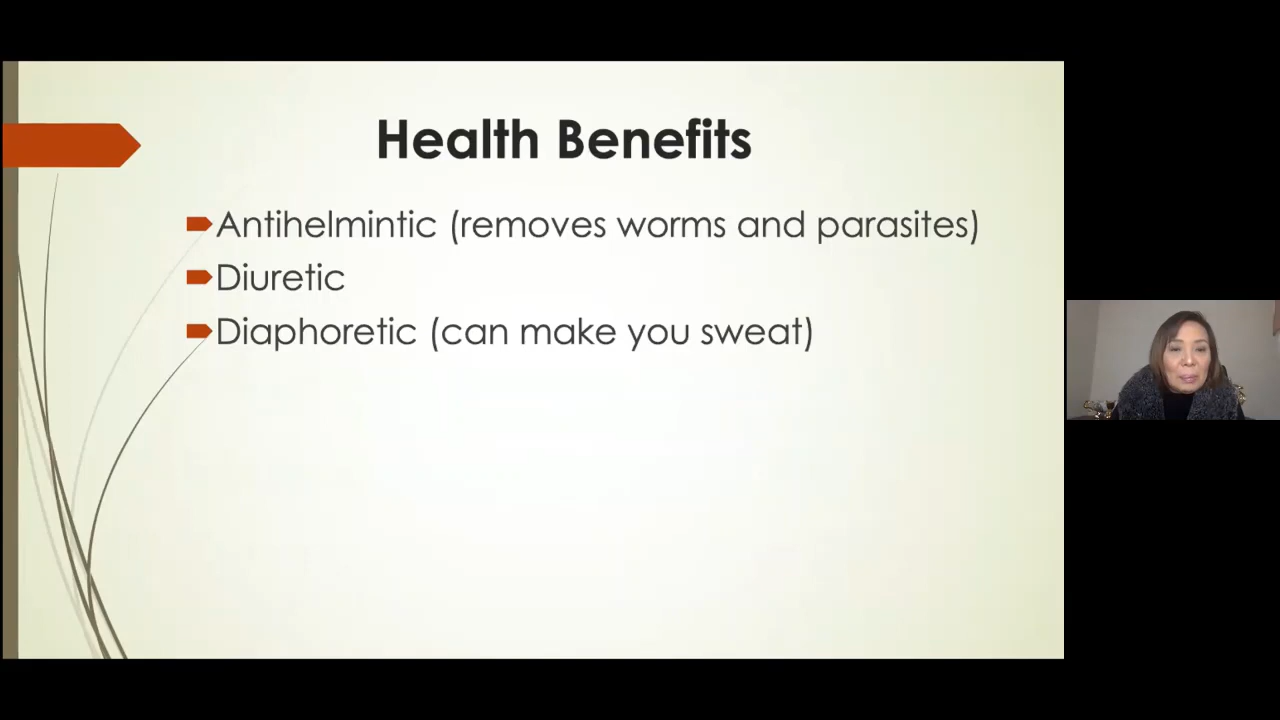 Health Benefits
Antihelmintic (removes worms and parasites)
Diuretic
Diaphoretic (can make you sweat)